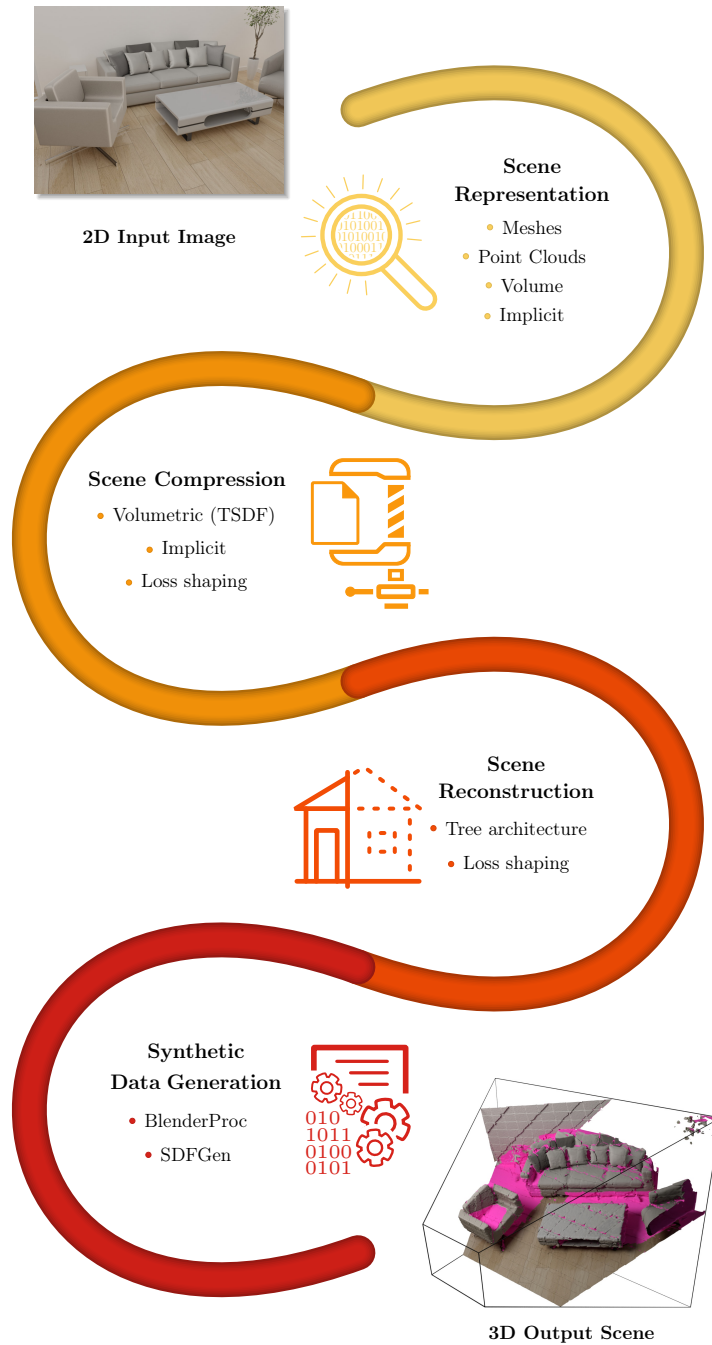 2D Input Image
Scene
Representation
Meshes
Point Clouds
Volume
Implicit
Scene Compression
Volumetric (TSDF)
Implicit
Loss shaping
Scene
Reconstruction
Tree architecture
Loss shaping
Synthetic
Data Generation
BlenderProc
SDFGen
010
1011
0100
0101
3D Output Scene